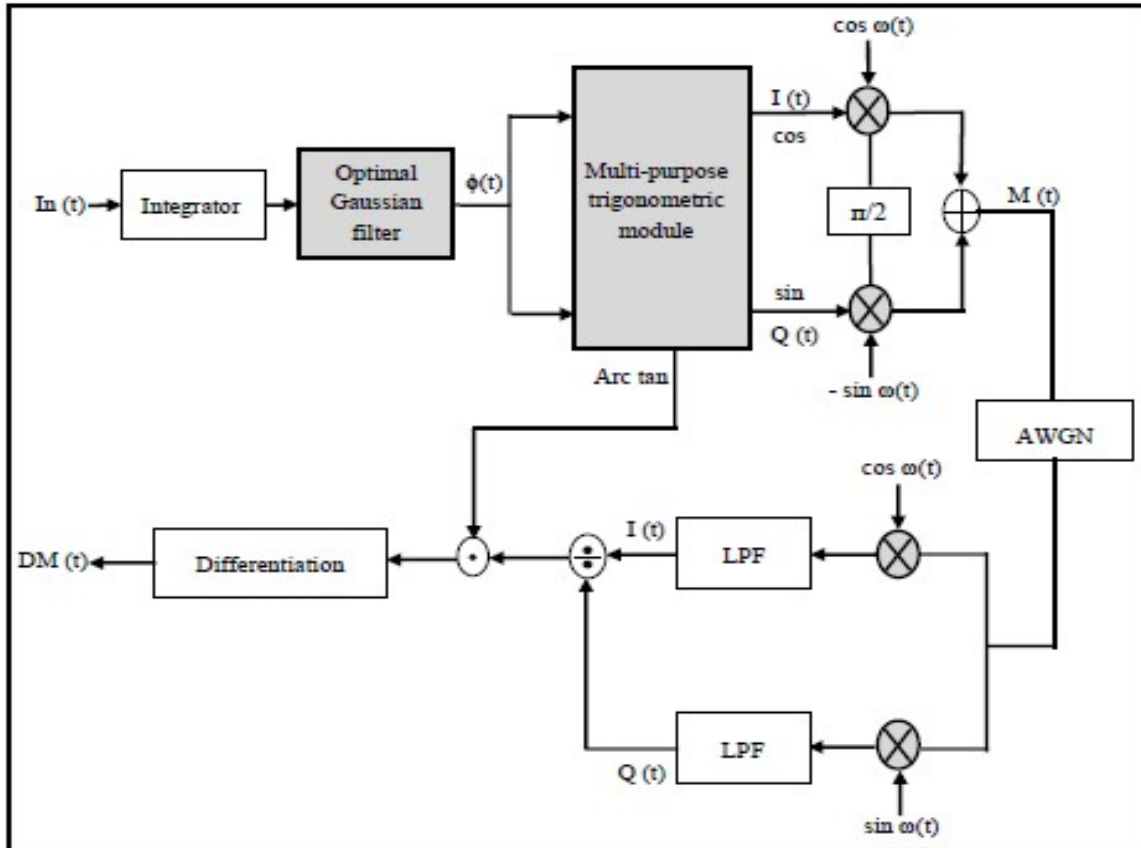 cos ω(t)
I (t)
cos
In (t)
Integrator
Optimal
Gaussian
filter
ϕ(t)
Multi-purpose
trigonometric
module
π/2
M (t)
sin
Q (t)
Arc tan
- sin ω(t)
AWGN
cos ω(t)
DM (t)
Differentiation
I (t)
LPF
Q (t)
LPF
sin ω(t)